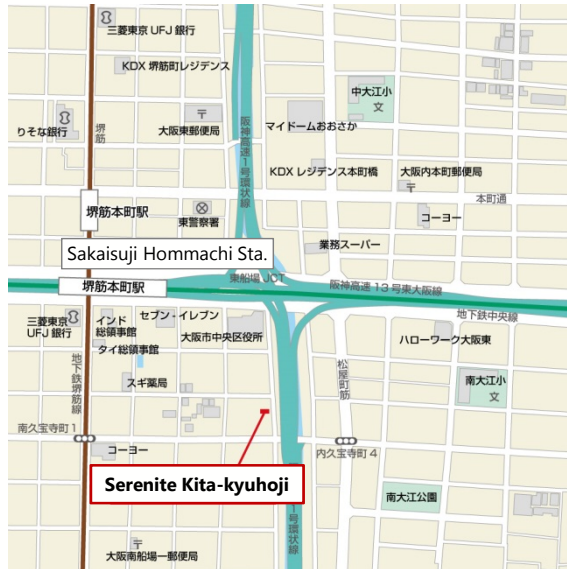 三菱東京 UFJ 銀行
KDX 堺筋町レジデンス
中大江小
文
りそな銀行
堺筋
大阪東郵便局
阪神高速1号環状線
マイドームおおさか
KDX レジデンス本町橋
大阪内本町郵便局
本町通
堺筋本町駅
東警察署
コーヨー
業務スーパー
Sakaisuji Hommachi Sta.
東船場 JCT
阪神高速 13 号東大阪線
堺筋本町駅
地下鉄中央線
三菱東京
UFJ 銀行
インド
総領事館
セブン - イレブン
大阪市中央区役所
ハローワーク大阪東
タイ総領事館
地下鉄堺筋線
スギ薬局
松屋町筋
南大江小
文
南久宝寺町 1
コーヨー
内久宝寺町 4
Serenite Kita-kyuhoji
南大江公園
1号環状線
大阪南船場一郵便局